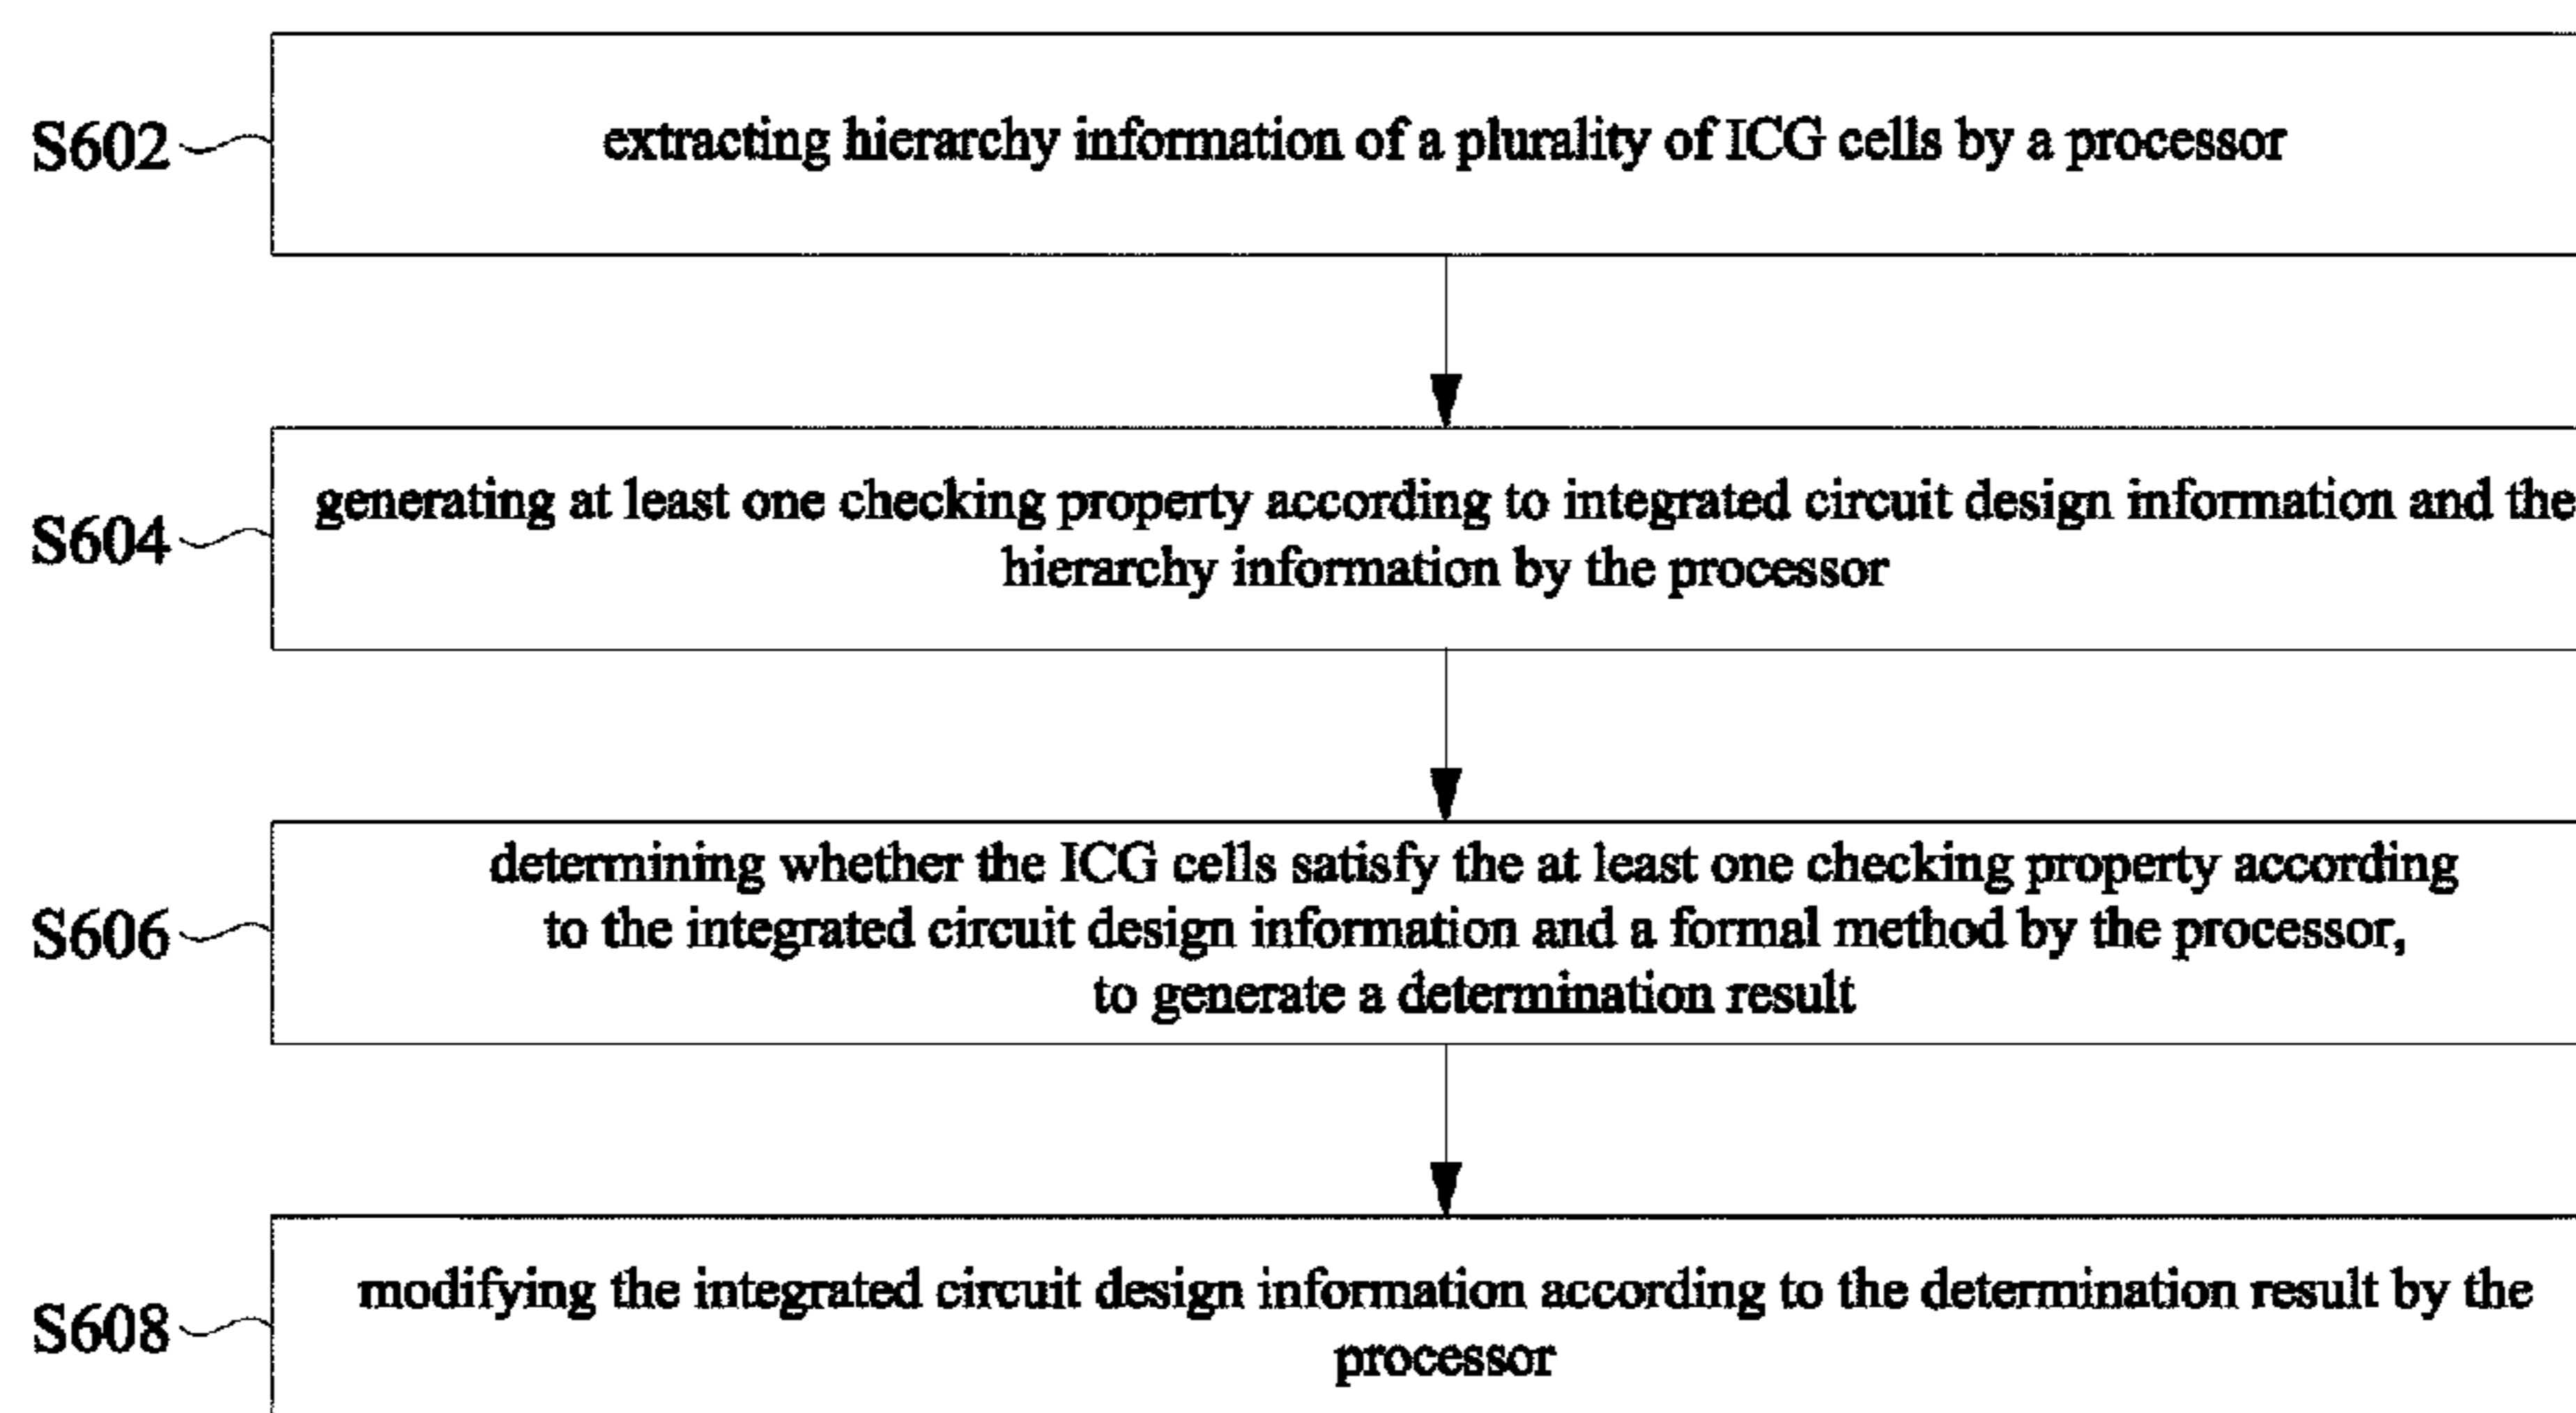 S602
extracting hierarchy information of a plurality of ICG cells by a processor
S604
generating at least one checking property according to integrated circuit design information and the
hierarchy information by the processor
S606
determining whether the ICG cells satisfy the at least one checking property according
to the integrated circuit design information and a formal method by the processor,
to generate a determination result
S608
modifying the integrated circuit design information according to the determination result by the
processor